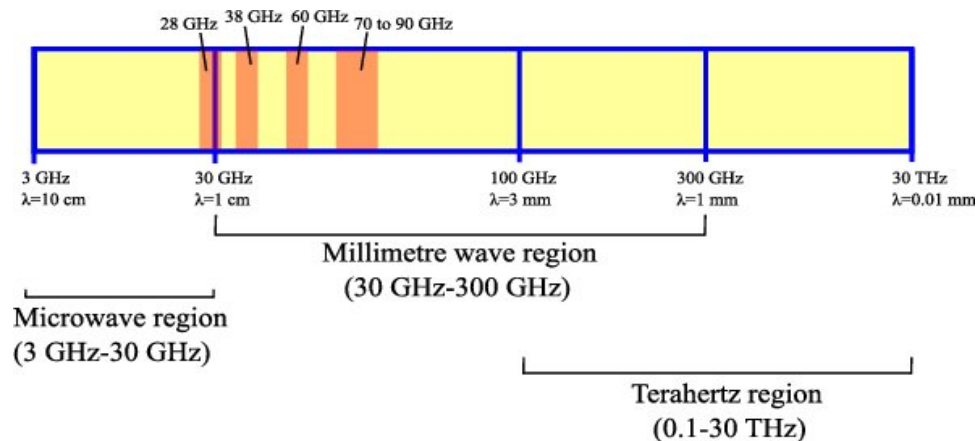 28 GHz
38 GHz
60 GHz
70 to 90 GHz
3 GHz
λ=10 cm
30 GHz
λ=1 cm
100 GHz
λ=3 mm
300 GHz
λ=1 mm
30 THz
λ=0.01 mm
Millimetre wave region
(30 GHz-300 GHz)
Microwave region
(3 GHz-30 GHz)
Terahertz region
(0.1-30 THz)